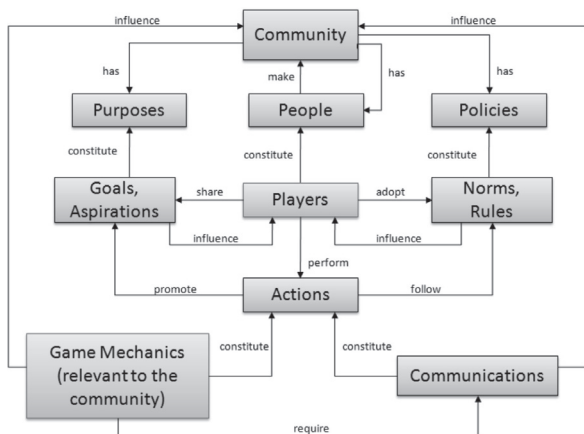 influence
influence
Community
has
make
has
has
Purposes
People
Policies
constitute
constitute
constitute
Goals,
Aspirations
share
Players
adopt
Norms,
Rules
influence
influence
perform
promote
Actions
follow
Game Mechanics
(relevant to the
community)
constitute
constitute
Communications
require